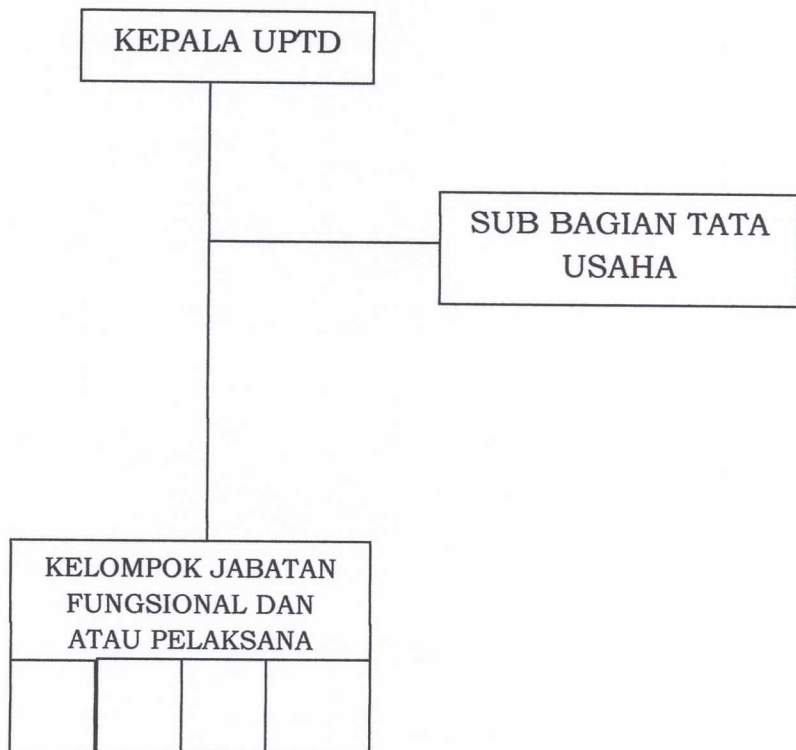 KEPALA UPTD
SUB BAGIAN TATA
USAHA
KELOMPOK JABATAN
FUNGSIONAL DAN
ATAU PELAKSANA